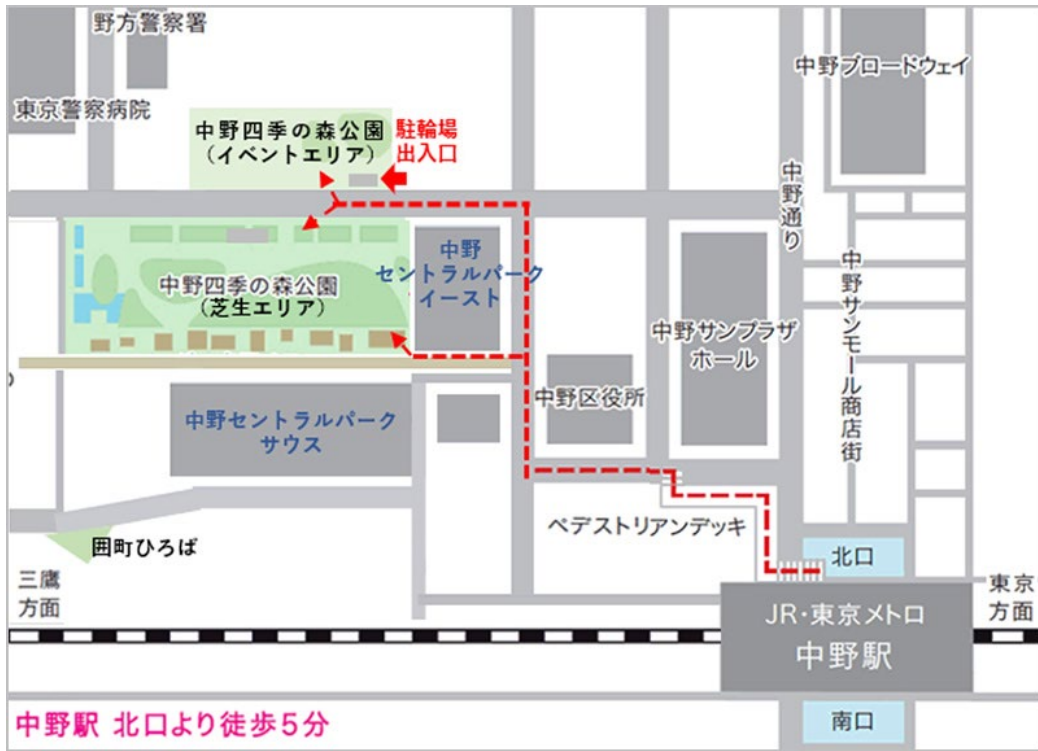 野方警察署
東京警察病院
中野四季の森公園
（イベントエリア）
駐輪場
出入口
中野ブロードウェイ
中野通り
中野サンモール商店街
中野四季の森公園
（芝生エリア）
中野
セントラルパーク
イースト
中野サンプラザ
ホール
中野区役所
中野セントラルパーク
サウス
ペデストリアンデッキ
囲町ひろば
北口
三鷹
方面
東京
方面
JR・東京メトロ
中野駅
南口
中野駅 北口より徒歩5分